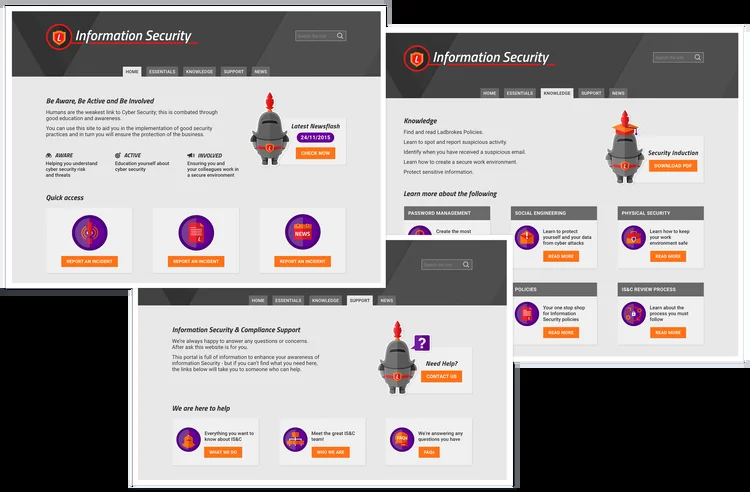 Information Security
Search the site
HOME ESSENTIALS KNOWLEDGE SUPPORT NEWS
Be Aware, Be Active and Be Involved
Humans are the weakest link to Cyber Security; this is combated through
good education and awareness.
You can use this site to aid you in the implementation of good security
practices and in turn you will ensure the protection of the business.
Latest Newsflash
24/11/2015
CHECK NOW
AWARE
Helping you understand
cyber security risk
and threats
ACTIVE
Education yourself about
cyber security
INVOLVED
Ensuring you and
your colleagues work in
a secure environment
Quick access
REPORT AN INCIDENT
REPORT AN INCIDENT
NEWS
REPORT AN INCIDENT
Information Security
Search the site
HOME ESSENTIALS KNOWLEDGE SUPPORT NEWS
Knowledge
Find and read Ladbrokes Policies.
Learn to spot and report suspicious activity.
Identify when you have received a suspicious email.
Learn how to create a secure work environment.
Protect sensitive information.
Security Induction
DOWNLOAD PDF
Learn more about the following
PASSWORD MANAGEMENT
Create the most
SOCIAL ENGINEERING
Learn to protect
yourself and your data
from cyber attacks
READ MORE
PHYSICAL SECURITY
Learn how to keep
your work
environment safe
READ MORE
POLICIES
Your one stop shop
for Information
Security policies
READ MORE
IS&C REVIEW PROCESS
Learn about the
process you must
follow
READ MORE
Search the site
HOME ESSENTIALS KNOWLEDGE SUPPORT NEWS
Information Security & Compliance Support
We're always happy to answer any questions or concerns.
After ask this website is for you.
This portal is full of information to enhance your awareness of
information Security - but if you can't find what you need here,
the links below will take you to someone who can help.
?
Need Help?
CONTACT US
We are here to help
Everything you want to
know about IS&C
WHAT WE DO
Meet the great IS&C
team!
WHO WE ARE
FAQs
We're answering any
questions you have
FAQs